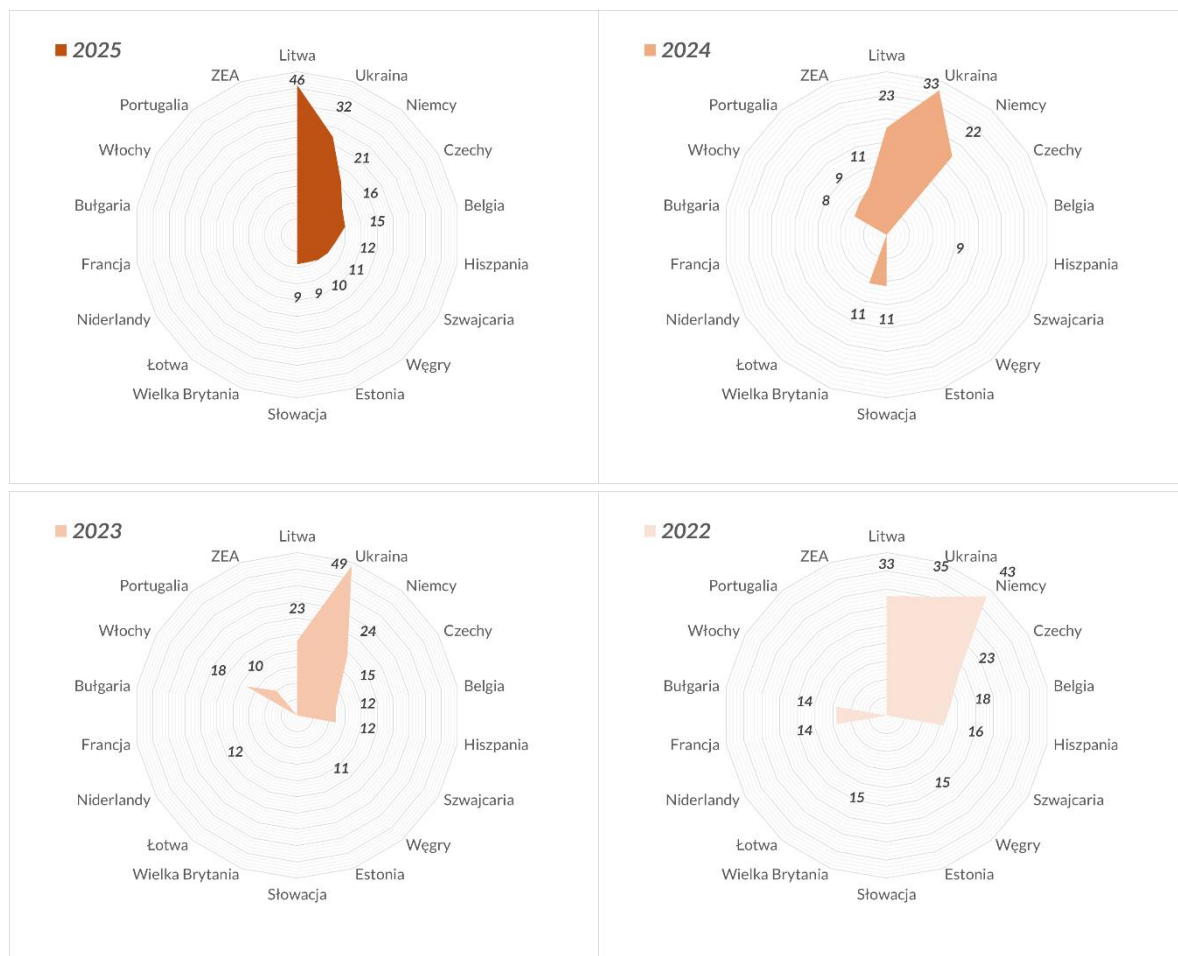 2025
Litwa
Ukraina
Niemcy
Czechy
Belgia
Hiszpania
Szwajcaria
Węgry
Estonia
Słowacja
Wielka Brytania
Łotwa
Niderlandy
Francja
Bułgaria
Włochy
Portugalia
ZEA
46
32
21
16
15
12
11
10
9
9
2024
Litwa
Ukraina
Niemcy
Czechy
Belgia
Hiszpania
Szwajcaria
Węgry
Estonia
Słowacja
Wielka Brytania
Łotwa
Niderlandy
Francja
Bułgaria
Włochy
Portugalia
ZEA
23
33
22
9
11
11
8
9
11
2023
Litwa
Ukraina
Niemcy
Czechy
Belgia
Hiszpania
Szwajcaria
Węgry
Estonia
Słowacja
Wielka Brytania
Łotwa
Niderlandy
Francja
Bułgaria
Włochy
Portugalia
ZEA
23
49
24
15
12
12
11
12
18
10
2022
Litwa
Ukraina
Niemcy
Czechy
Belgia
Hiszpania
Szwajcaria
Węgry
Estonia
Słowacja
Wielka Brytania
Łotwa
Niderlandy
Francja
Bułgaria
Włochy
Portugalia
ZEA
33
35
43
23
18
16
15
15
14
14